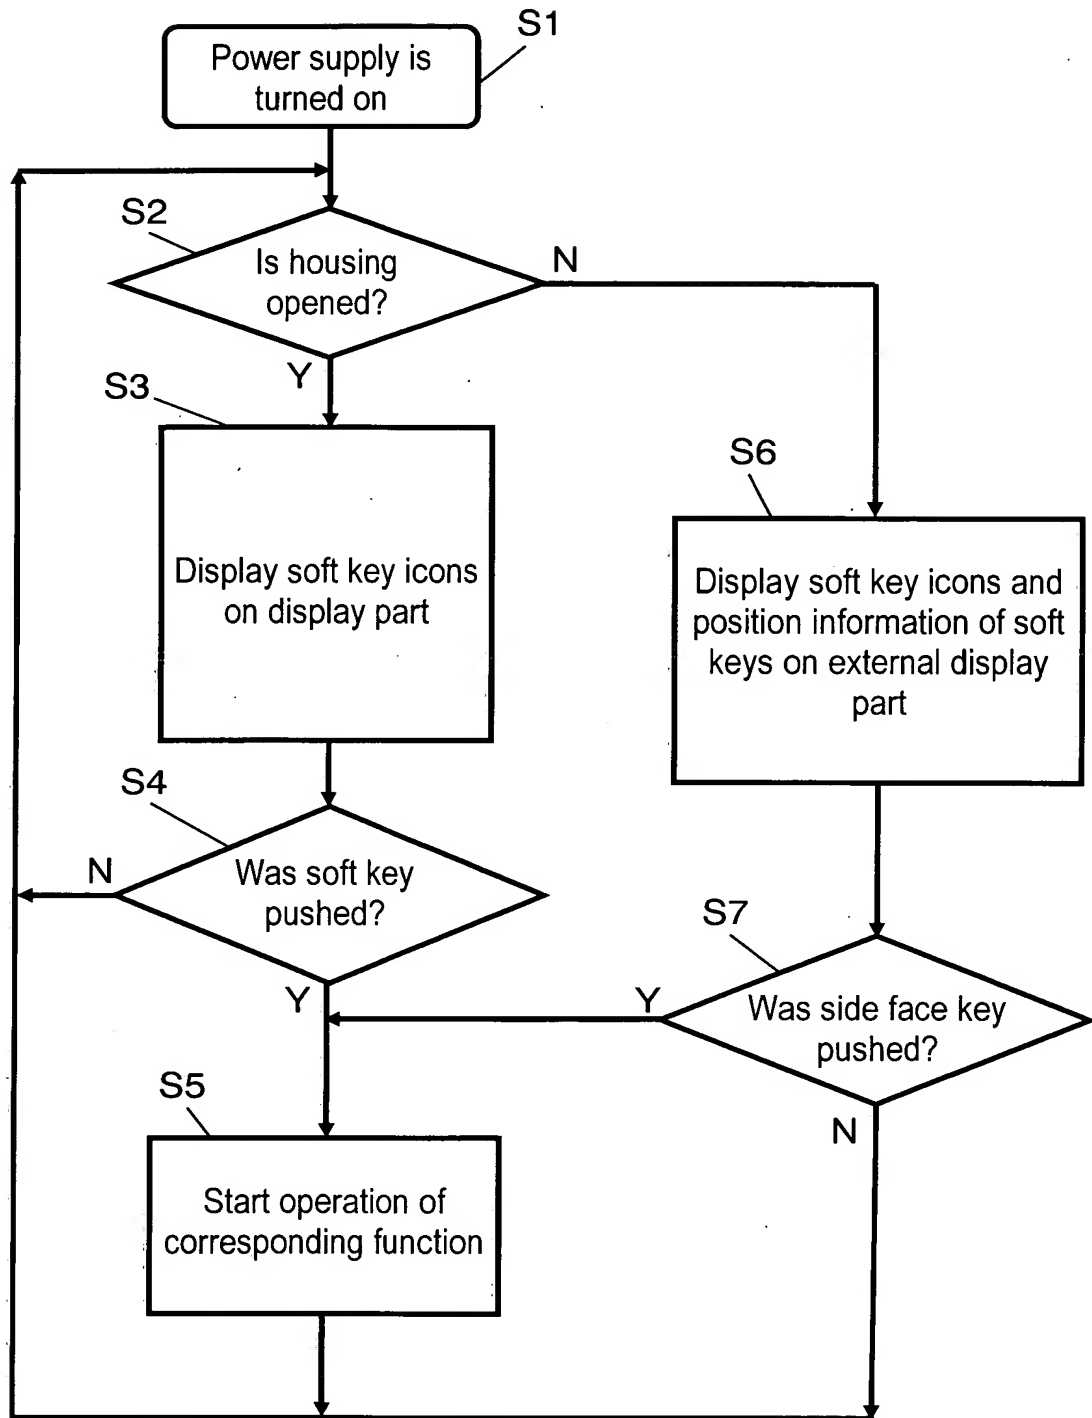 S1
Power supply is
turned on
S2
Is housing
opened?
N
Y
S3
Display soft key icons
on display part
S6
Display soft key icons and
position information of soft
keys on external display
part
S4
Was soft key
pushed?
N
Y
S7
Was side face key
pushed?
Y
N
S5
Start operation of
corresponding function